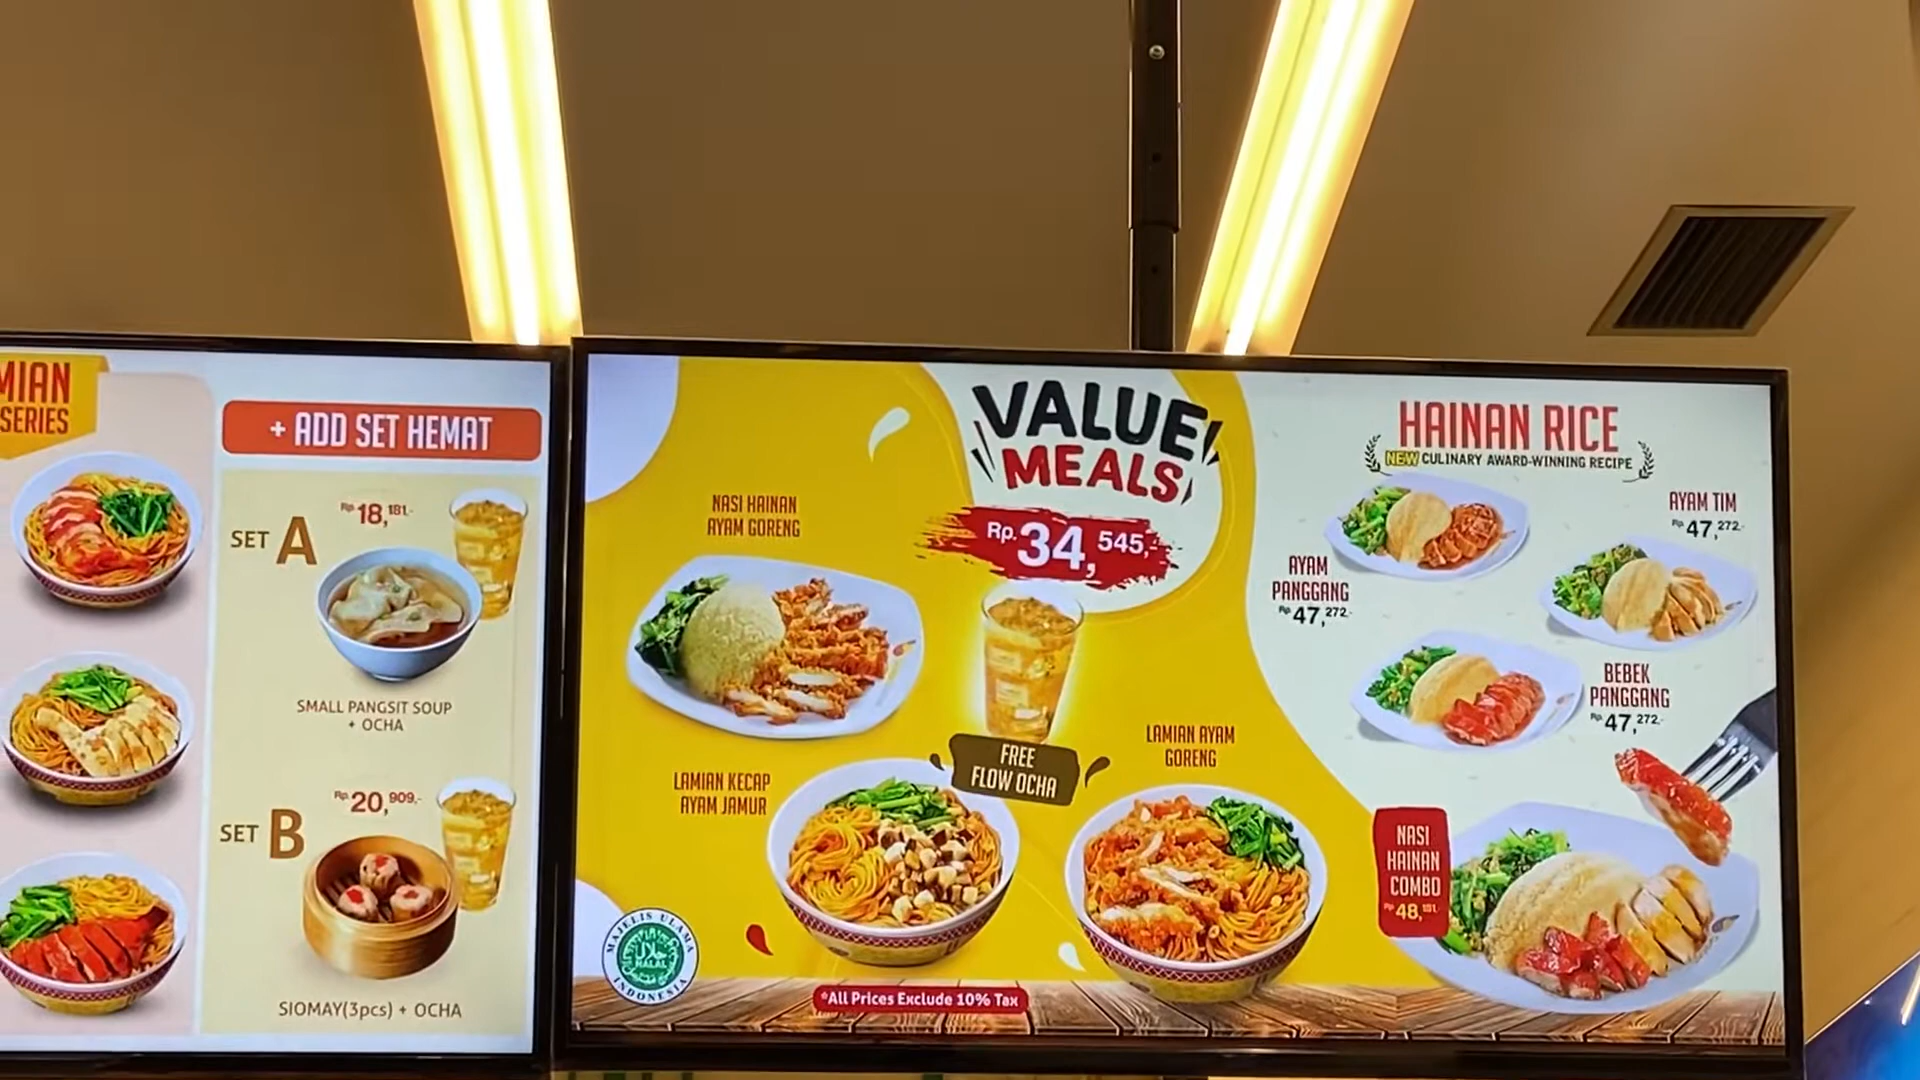 MIAN
SERIES
+ ADD SET HEMAT
SET A
Rp.18,181.-
SMALL PANGSIT SOUP
+ OCHA
SET B
Rp.20,909.-
SIOMAY(3pcs) + OCHA
VALUE
MEALS
Rp.34,545,-
NASI HAINAN
AYAM GORENG
FREE
FLOW OCHA
LAMIAN KECAP
AYAM JAMUR
LAMIAN AYAM
GORENG
MAJELIS ULAMA
HALAL
INDONESIA
*All Prices Exclude 10% Tax
HAINAN RICE
NEW CULINARY AWARD-WINNING RECIPE
AYAM TIM
Rp.47,272.-
AYAM
PANGGANG
Rp.47,272.-
BEBEK
PANGGANG
Rp.47,272.-
NASI
HAINAN
COMBO
Rp.48,181.-